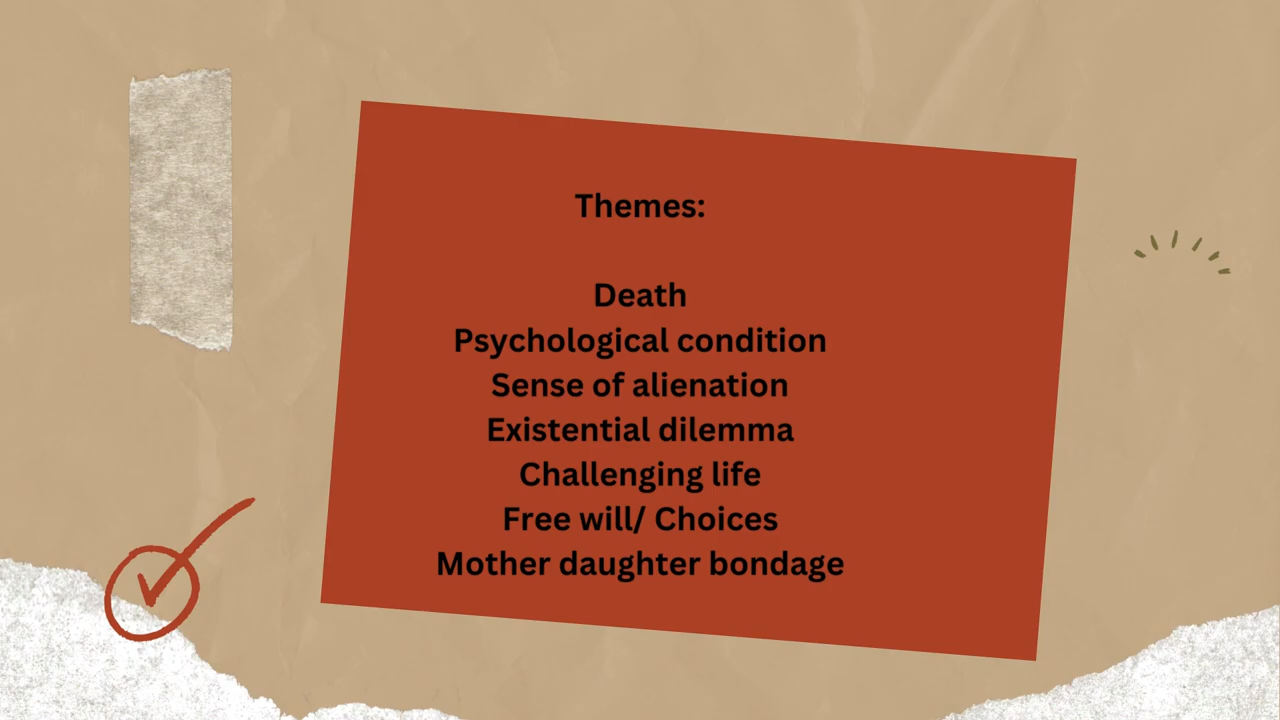 Themes:
Death
Psychological condition
Sense of alienation
Existential dilemma
Challenging life
Free will/ Choices
Mother daughter bondage